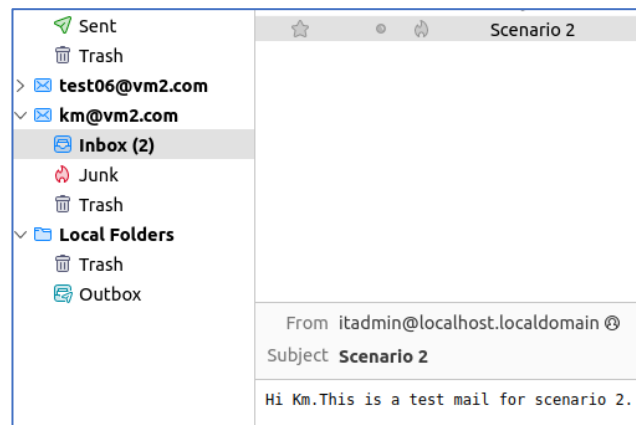 Sent
Trash
test06@vm2.com
km@vm2.com
Inbox (2)
Junk
Trash
Local Folders
Trash
Outbox
Scenario 2
From itadmin@localhost.localdomain
Subject Scenario 2
Hi Km.This is a test mail for scenario 2.